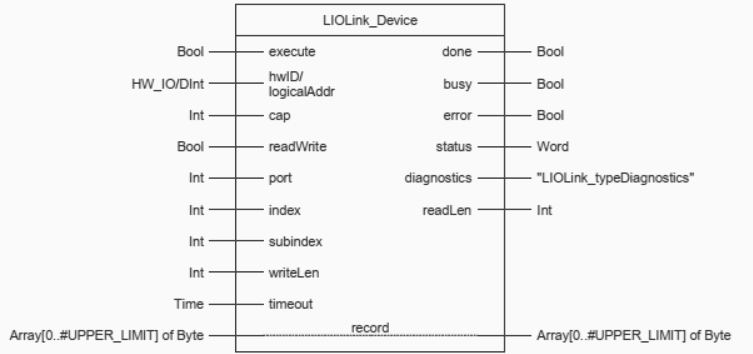 LIOLink_Device
Bool execute done Bool
HW_IO/DInt hwID/ busy Bool
logicalAddr
Int cap error Bool
Bool readWrite status Word
Int port diagnostics "LIOLink_typeDiagnostics"
Int index readLen Int
Int subindex
Int writeLen
Time timeout
Array[0..#UPPER_LIMIT] of Byte record Array[0..#UPPER_LIMIT] of Byte